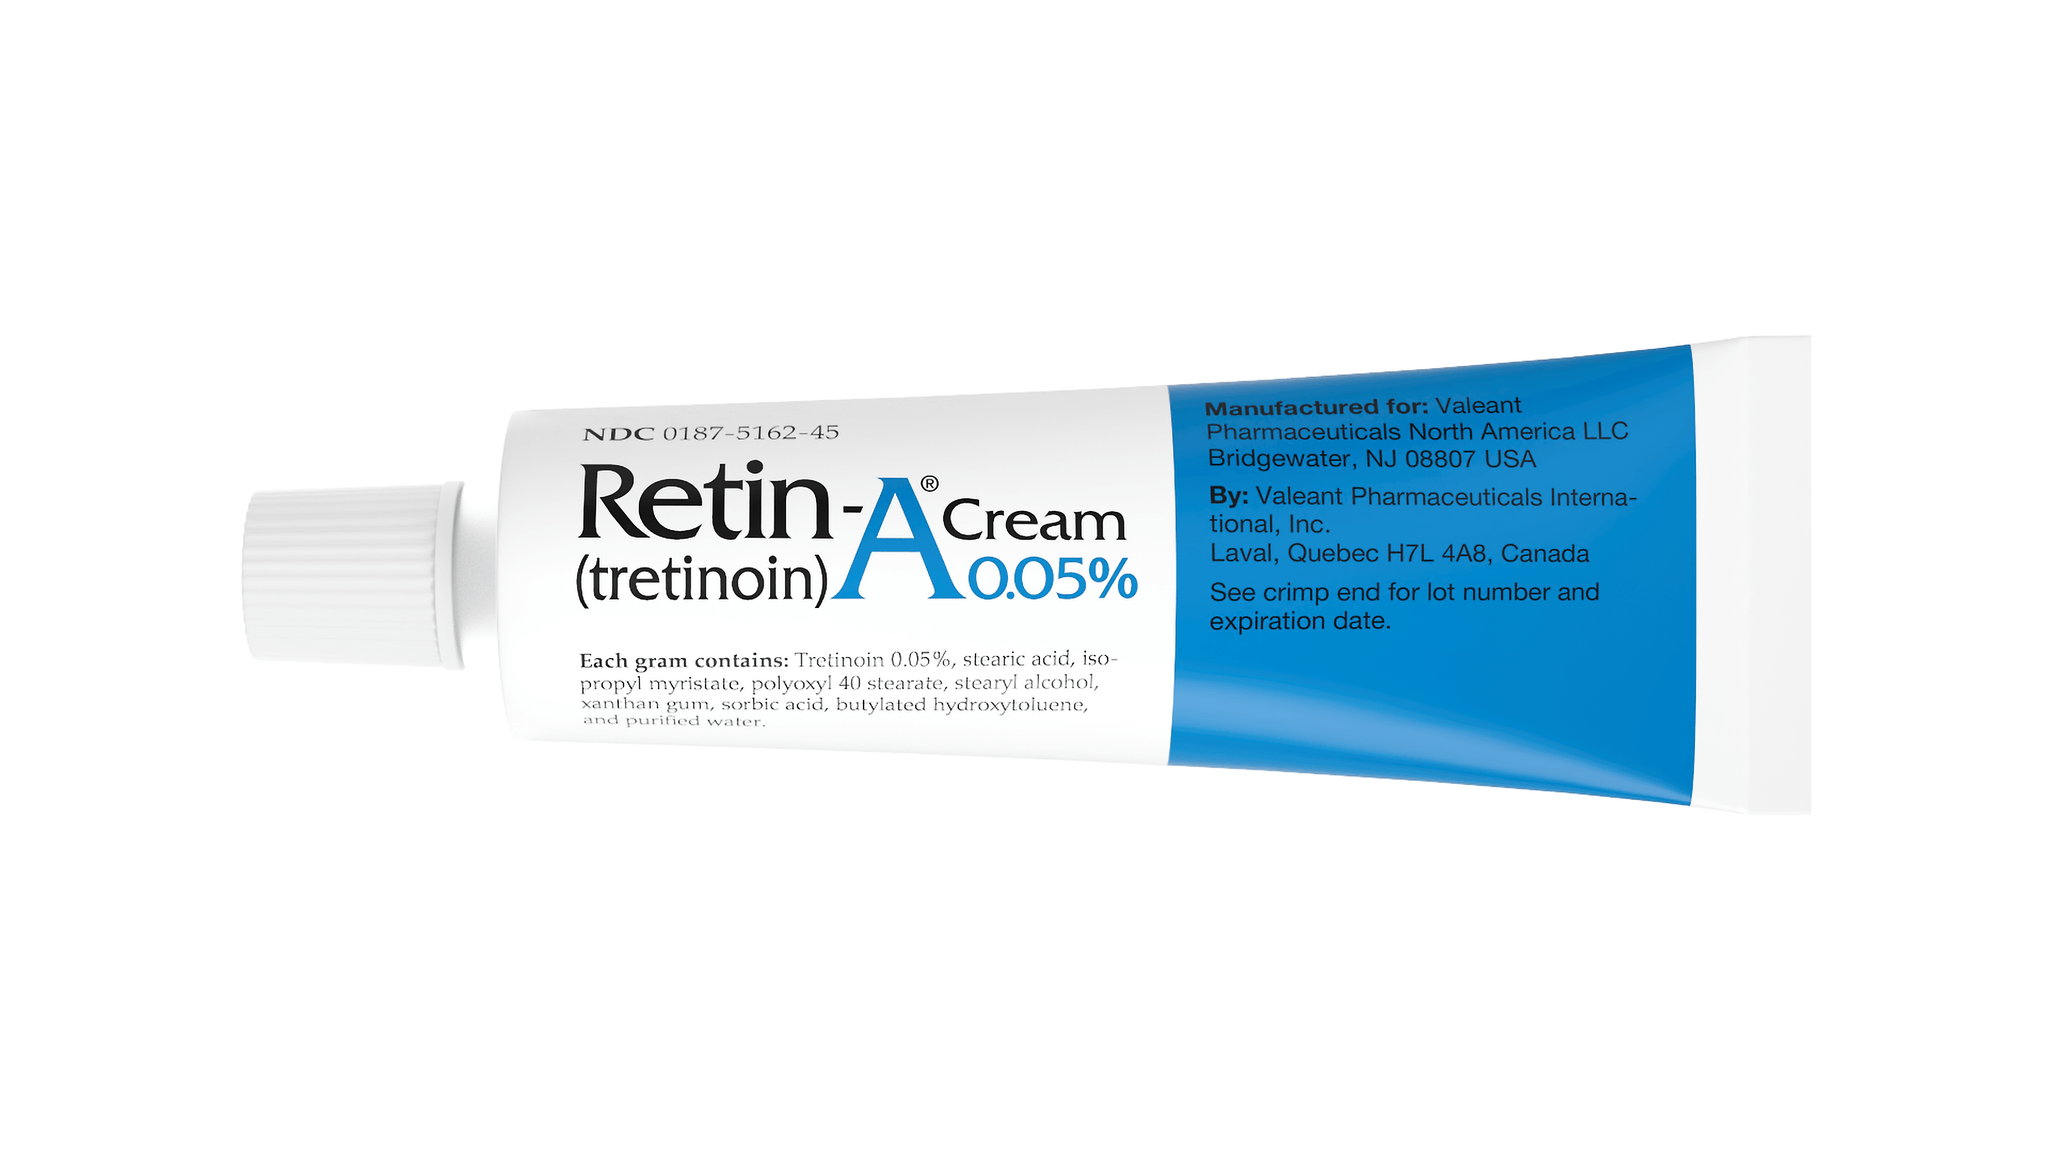 NDC 0187-5162-45
Retin-A® Cream
(tretinoin) 0.05%
Each gram contains: Tretinoin 0.05%, stearic acid, iso-
propyl myristate, polyoxyl 40 stearate, stearyl alcohol,
xanthan gum, sorbic acid, butylated hydroxytoluene,
and purified water.
Manufactured for: Valeant
Pharmaceuticals North America LLC
Bridgewater, NJ 08807 USA
By: Valeant Pharmaceuticals Interna-
tional, Inc.
Laval, Quebec H7L 4A8, Canada
See crimp end for lot number and
expiration date.